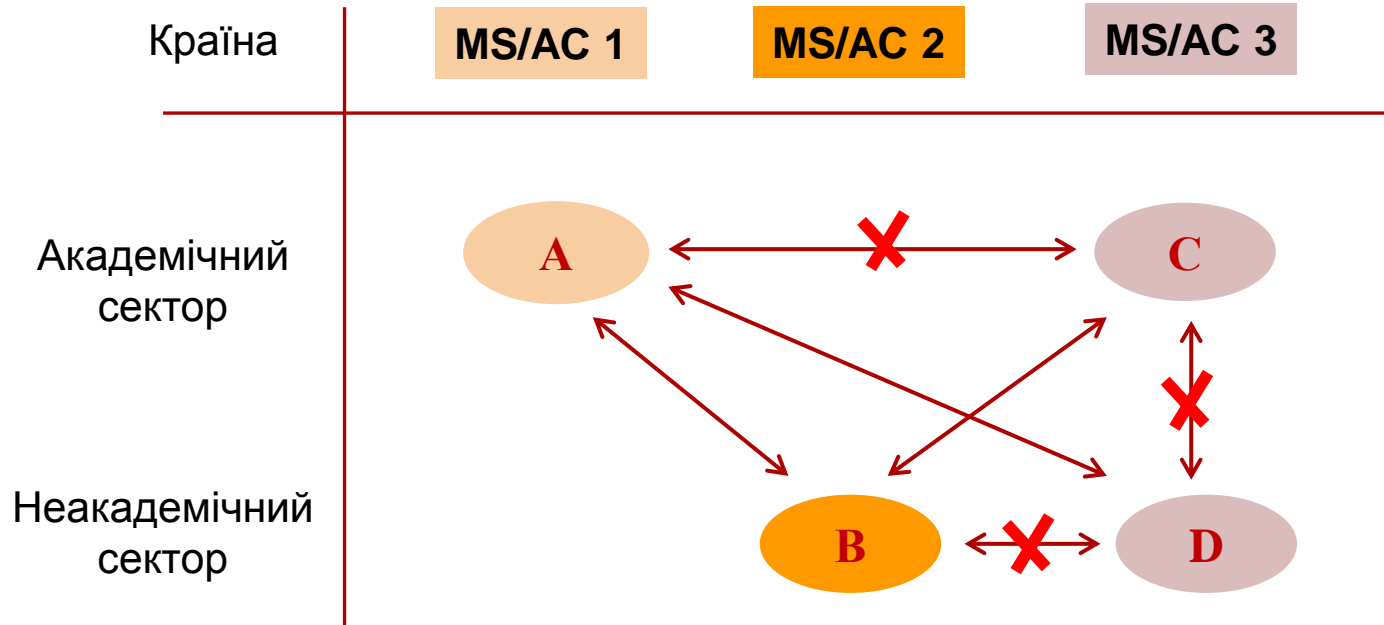 Країна
MS/AC 1
MS/AC 2
MS/AC 3
Академічний
сектор
A
C
Неакадемічний
сектор
B
D